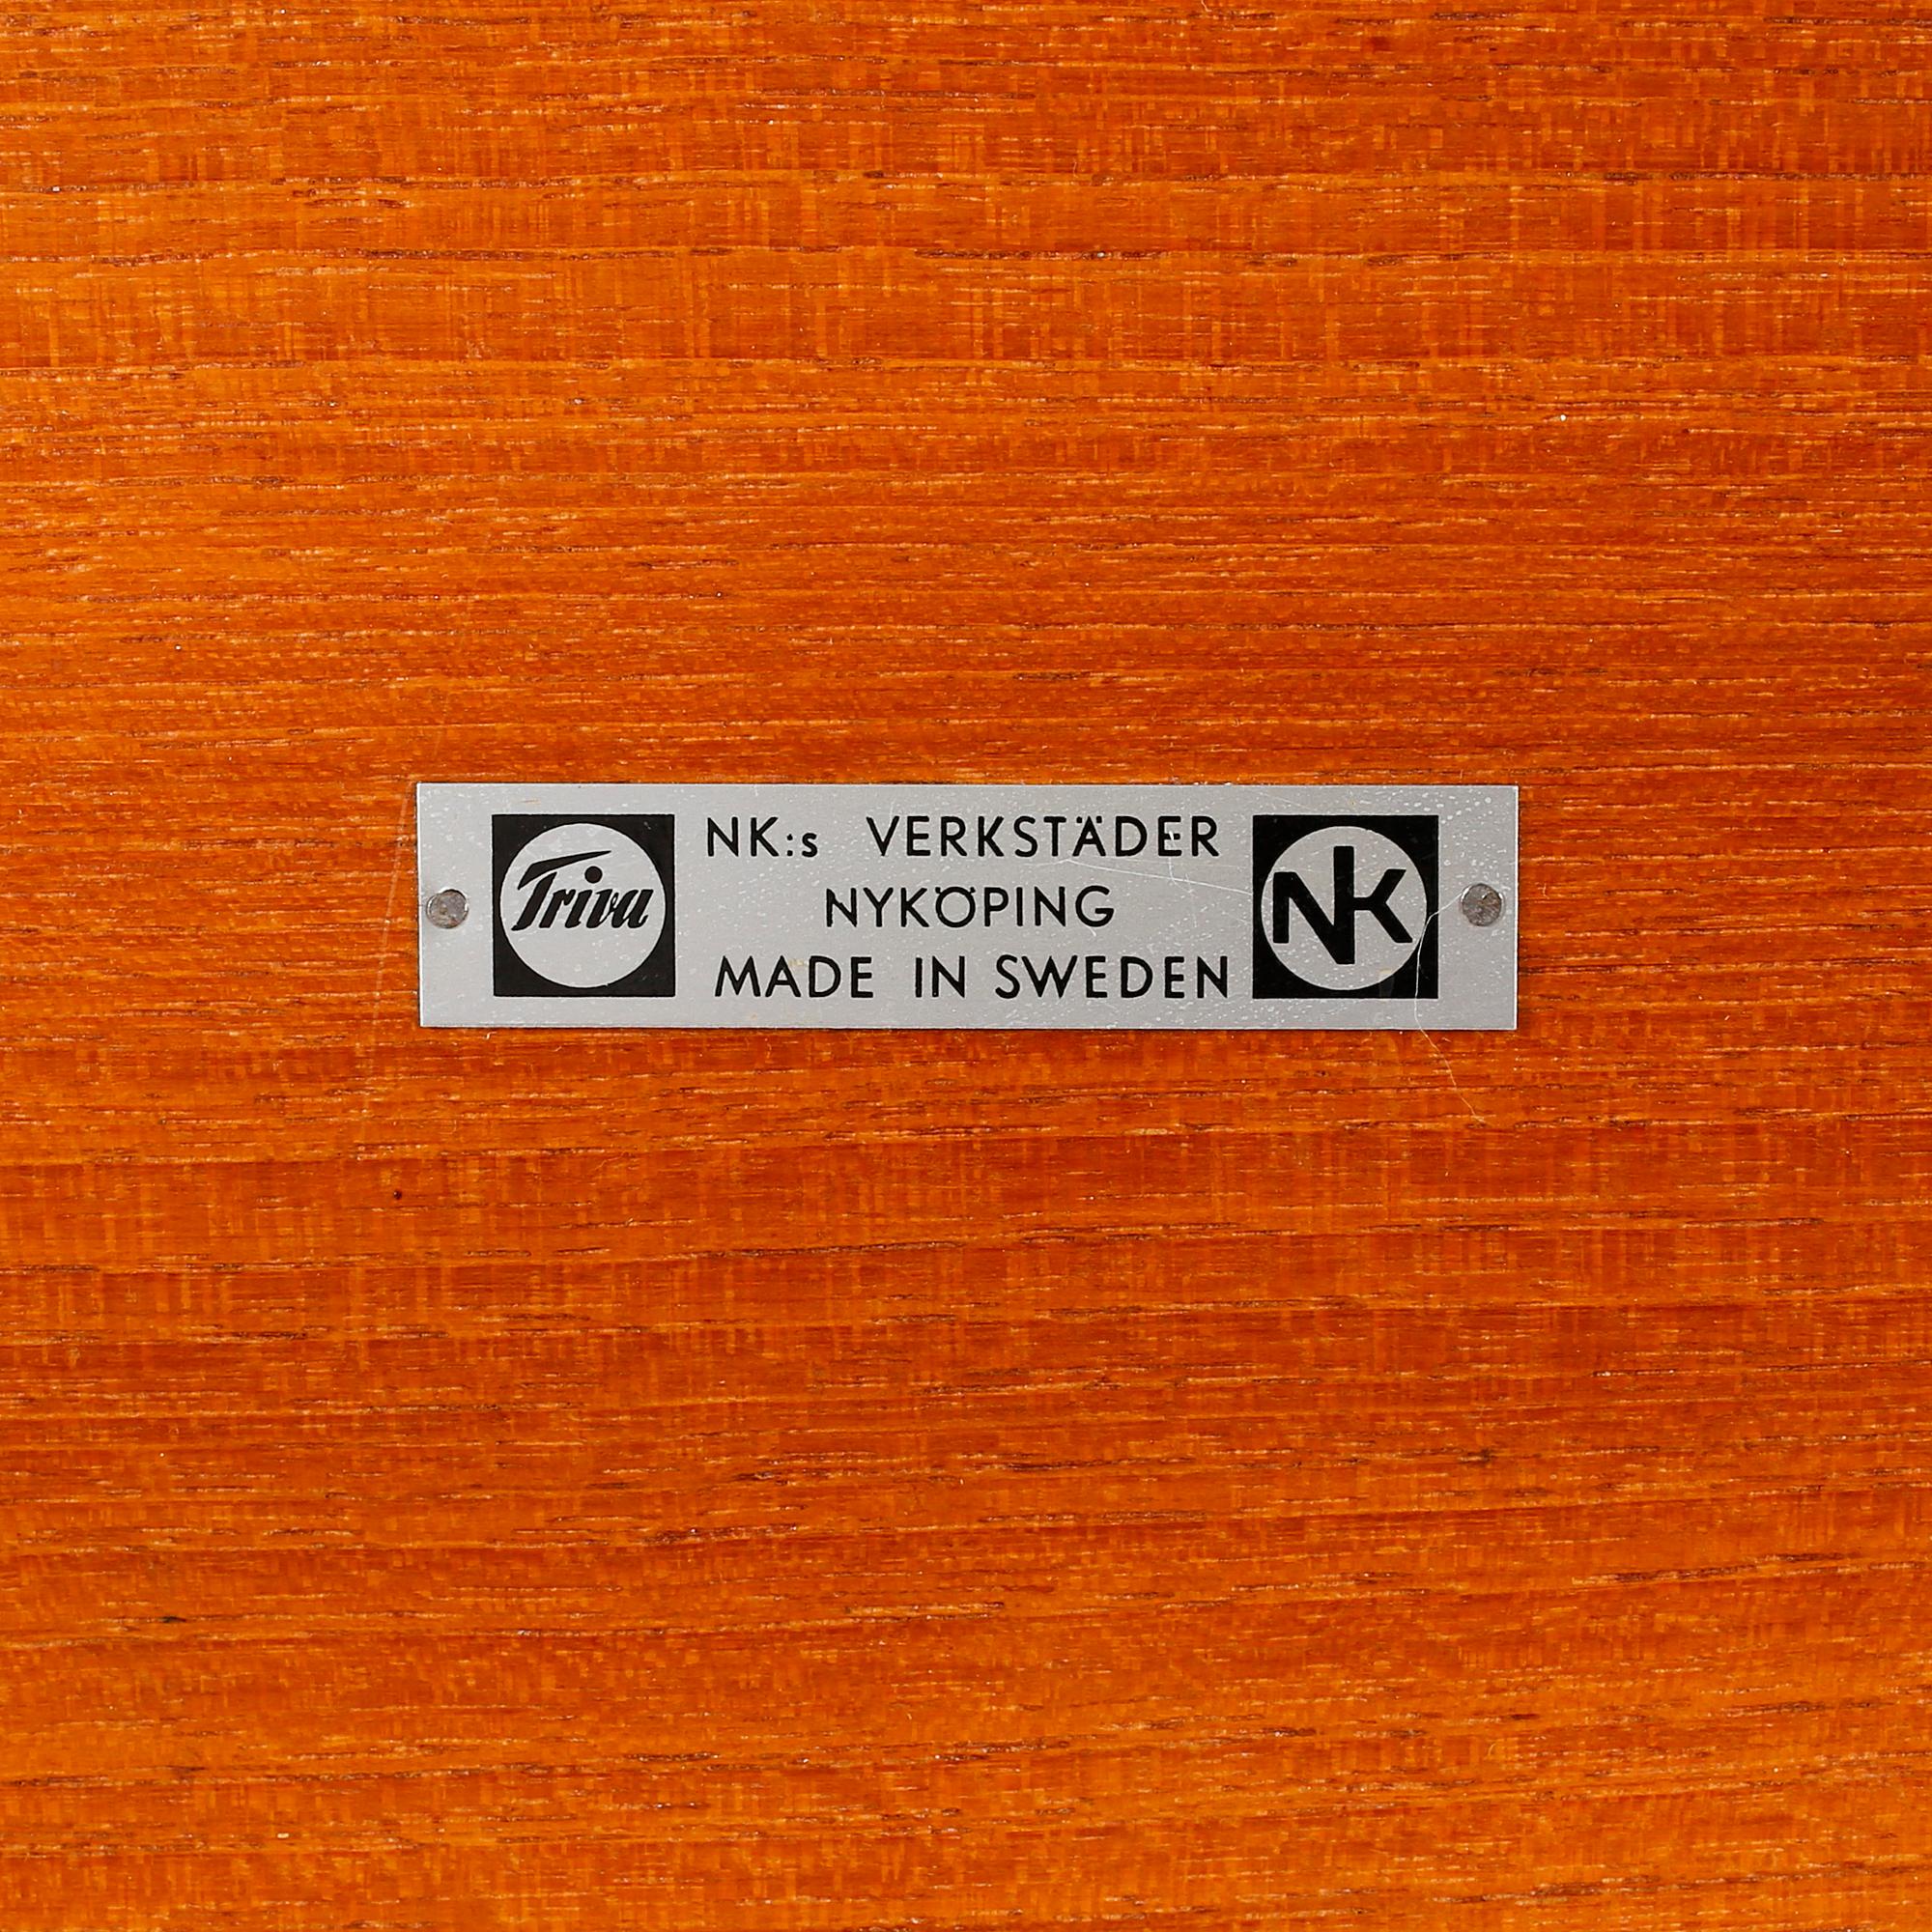 Triva
NK:s VERKSTÄDER
NYKÖPING
MADE IN SWEDEN
NK